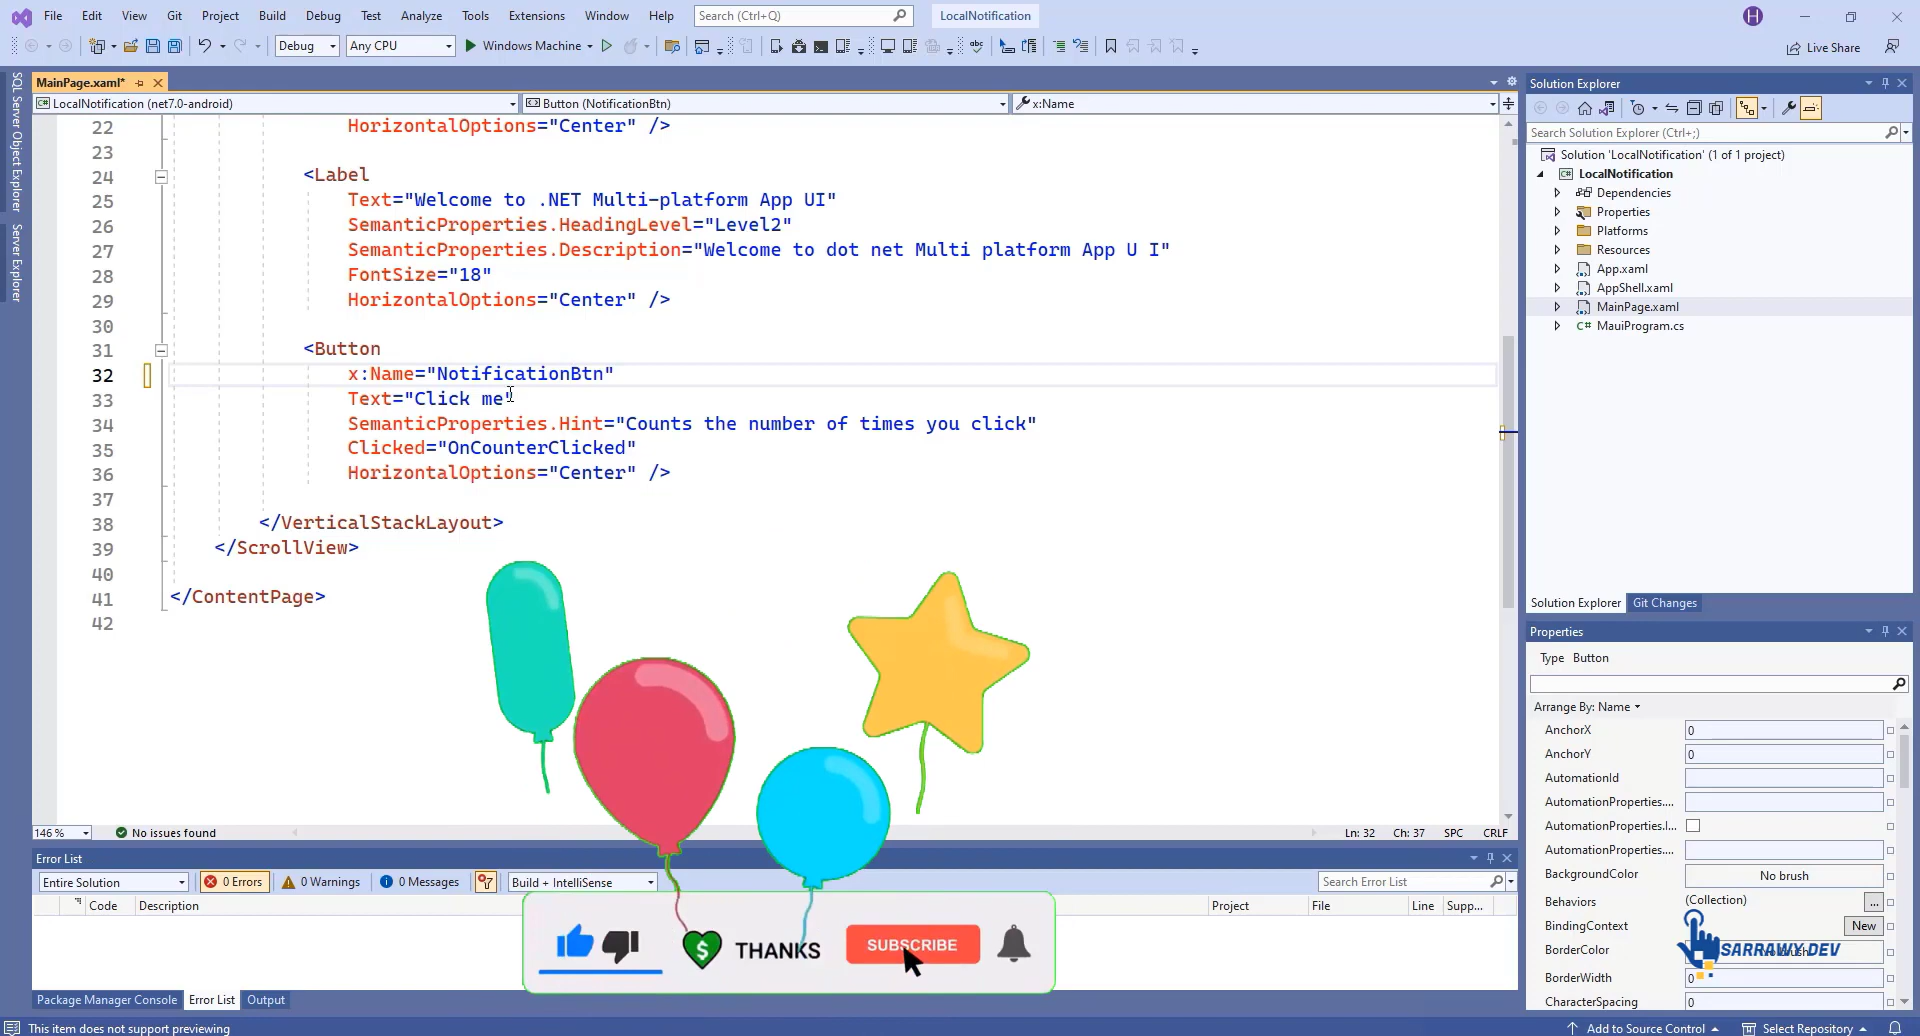 File Edit View Git Project Build Debug Test Analyze Tools Extensions Window Help Search (Ctrl+Q) LocalNotification H
Debug Any CPU Windows Machine Live Share
SQL Server Object Explorer
Server Explorer
MainPage.xaml*
LocalNotification (net7.0-android) Button (NotificationBtn) x:Name
22 HorizontalOptions="Center" />
23
24 <Label
25 Text="Welcome to .NET Multi-platform App UI"
26 SemanticProperties.HeadingLevel="Level2"
27 SemanticProperties.Description="Welcome to dot net Multi platform App U I"
28 FontSize="18"
29 HorizontalOptions="Center" />
30
31 <Button
32 x:Name="NotificationBtn"
33 Text="Click me"
34 SemanticProperties.Hint="Counts the number of times you click"
35 Clicked="OnCounterClicked"
36 HorizontalOptions="Center" />
37
38 </VerticalStackLayout>
39 </ScrollView>
40
41 </ContentPage>
42
146 % No issues found Ln: 32 Ch: 37 SPC CRLF
Error List
Entire Solution 0 Errors 0 Warnings 0 Messages Build + IntelliSense Search Error List
Code Description Project File Line Supp...
THANKS SUBSCRIBE
Package Manager Console Error List Output
This item does not support previewing Add to Source Control Select Repository
Solution Explorer
Search Solution Explorer (Ctrl+;)
Solution 'LocalNotification' (1 of 1 project)
LocalNotification
Dependencies
Properties
Platforms
Resources
App.xaml
AppShell.xaml
MainPage.xaml
MauiProgram.cs
Solution Explorer Git Changes
Properties
Type Button
Arrange By: Name
AnchorX 0
AnchorY 0
AutomationId
AutomationProperties....
AutomationProperties.I...
AutomationProperties....
BackgroundColor No brush
Behaviors (Collection) ...
BindingContext New
BorderColor
SARRAWY DEV
BorderWidth 0
CharacterSpacing 0